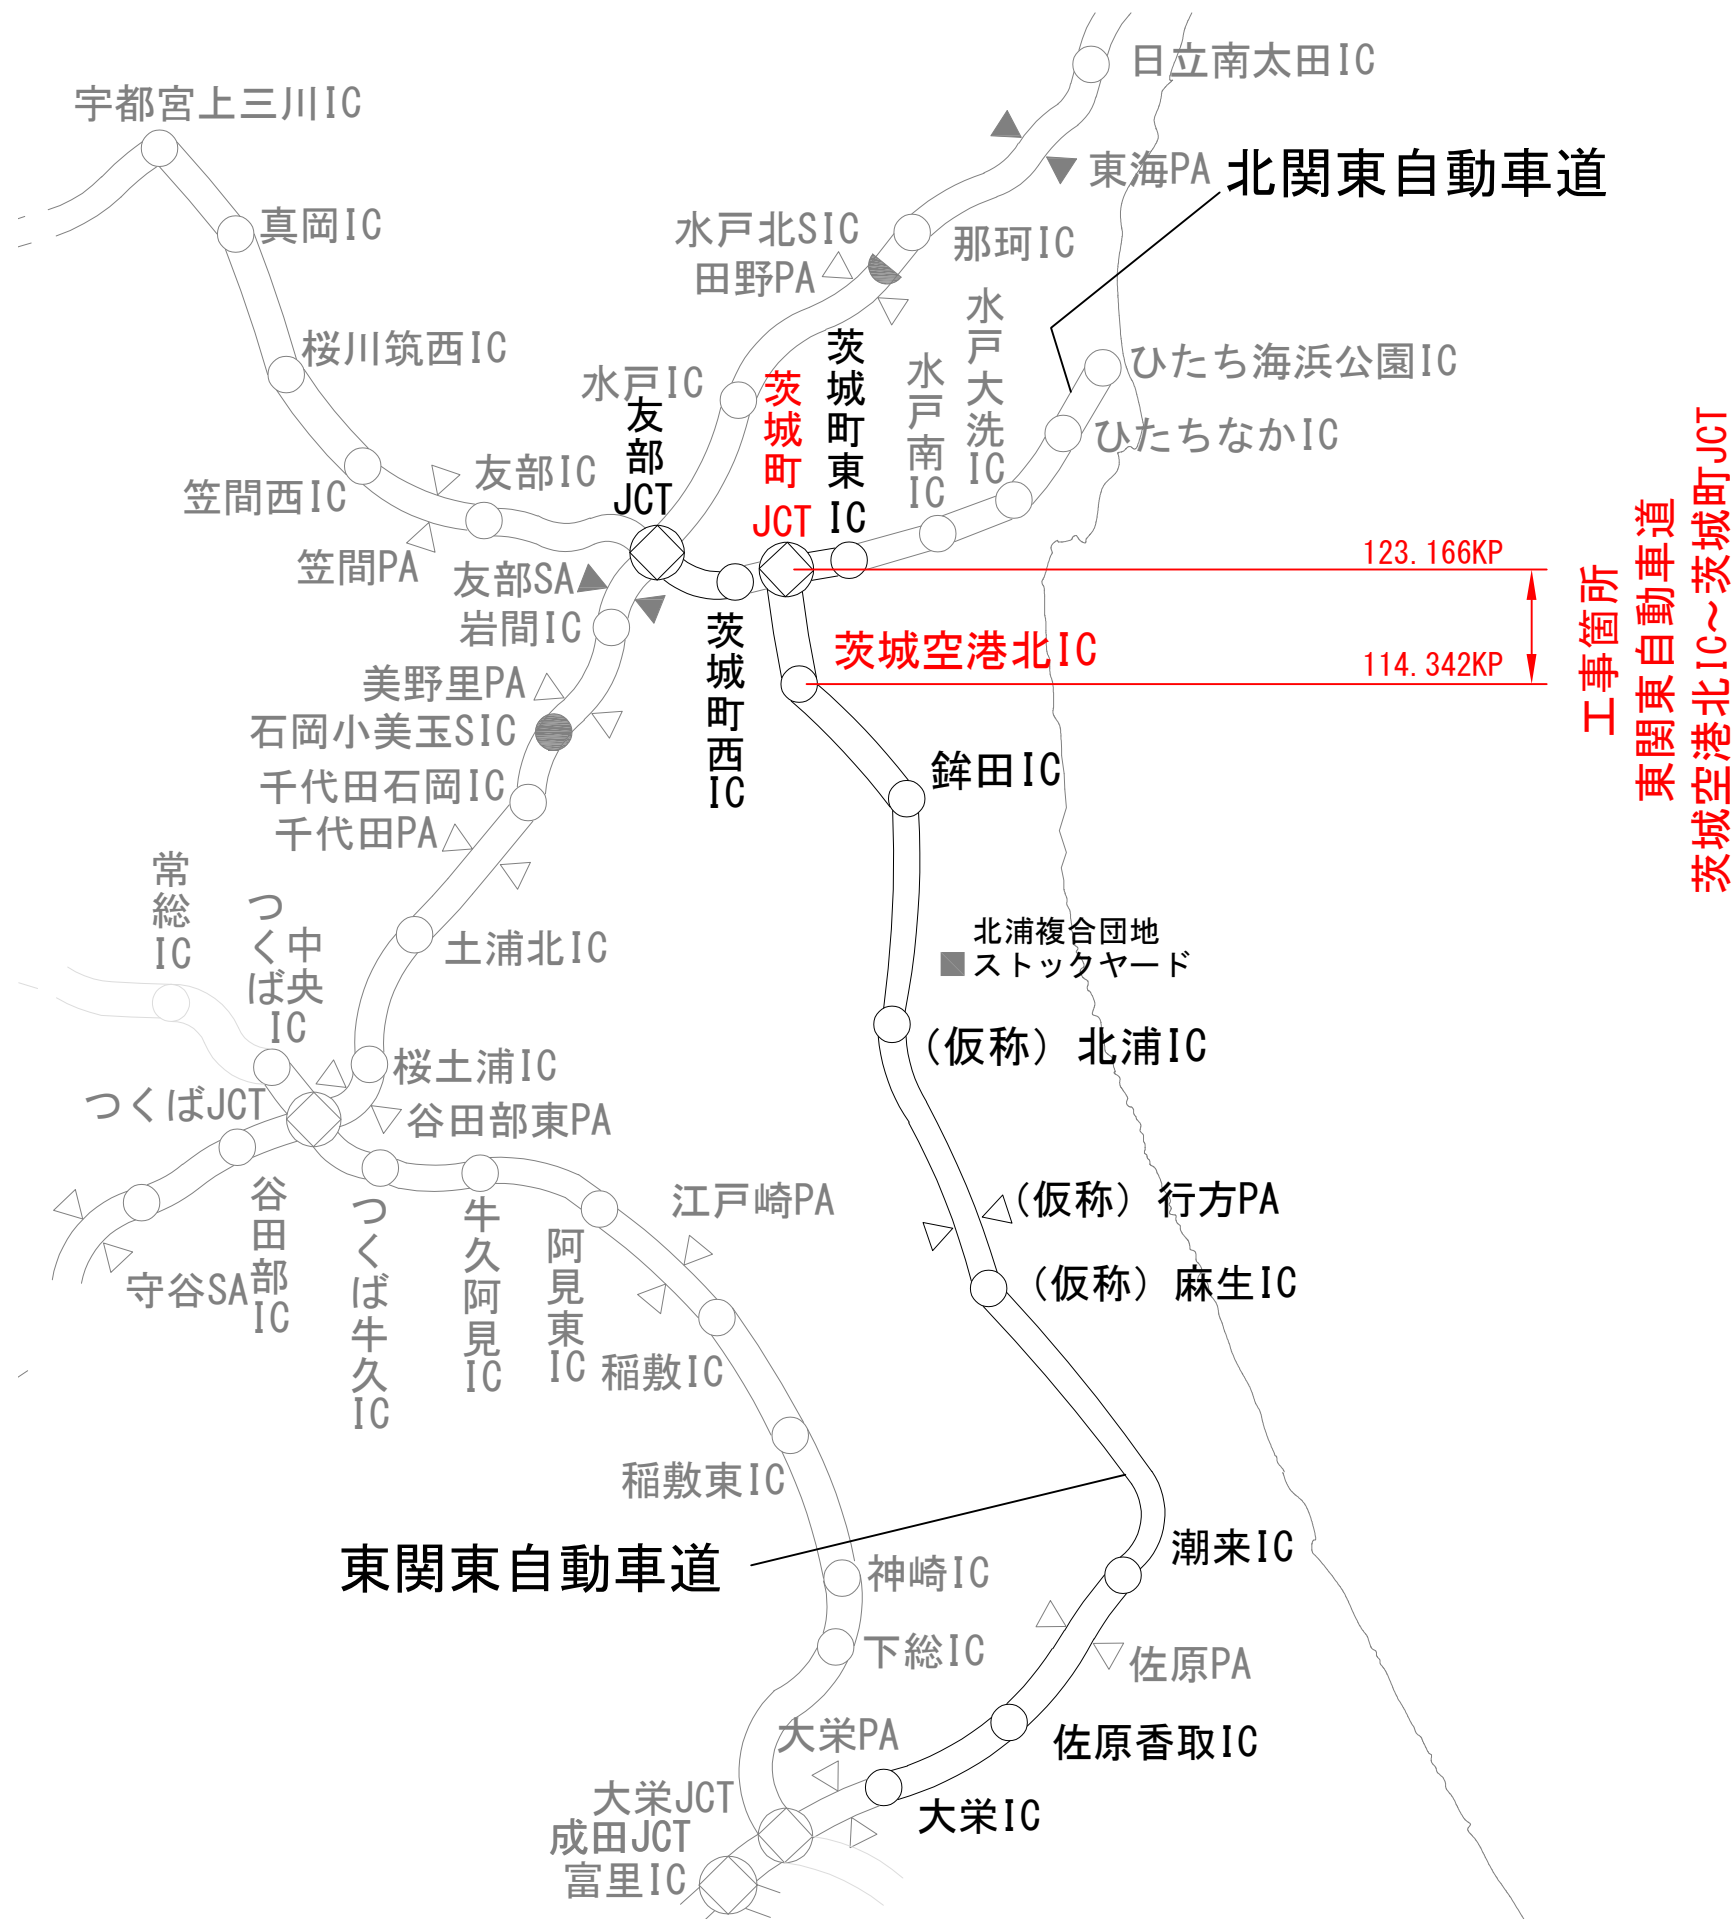 日立南太田IC
宇都宮上三川IC
東海PA
北関東自動車道
真岡IC
水戸北SIC
田野PA
那珂IC
桜川筑西IC
水戸IC
友部JCT
茨城町JCT
茨城町東IC
水戸南IC
水戸大洗IC
ひたち海浜公園IC
ひたちなかIC
笠間西IC
友部IC
笠間PA
友部SA
岩間IC
123.166KP
114.342KP
工事箇所
東関東自動車道
茨城空港北IC~茨城町JCT
茨城町西IC
茨城空港北IC
美野里PA
石岡小美玉SIC
千代田石岡IC
千代田PA
鉾田IC
常総IC
つくば中央IC
土浦北IC
北浦複合団地
ストックヤード
(仮称)北浦IC
桜土浦IC
つくばJCT
谷田部東PA
谷田部IC
守谷SA
つくば牛久IC
牛久阿見IC
阿見東IC
江戸崎PA
(仮称)行方PA
(仮称)麻生IC
稲敷IC
稲敷東IC
東関東自動車道
神崎IC
潮来IC
下総IC
佐原PA
大栄PA
佐原香取IC
大栄JCT
成田JCT
富里IC
大栄IC